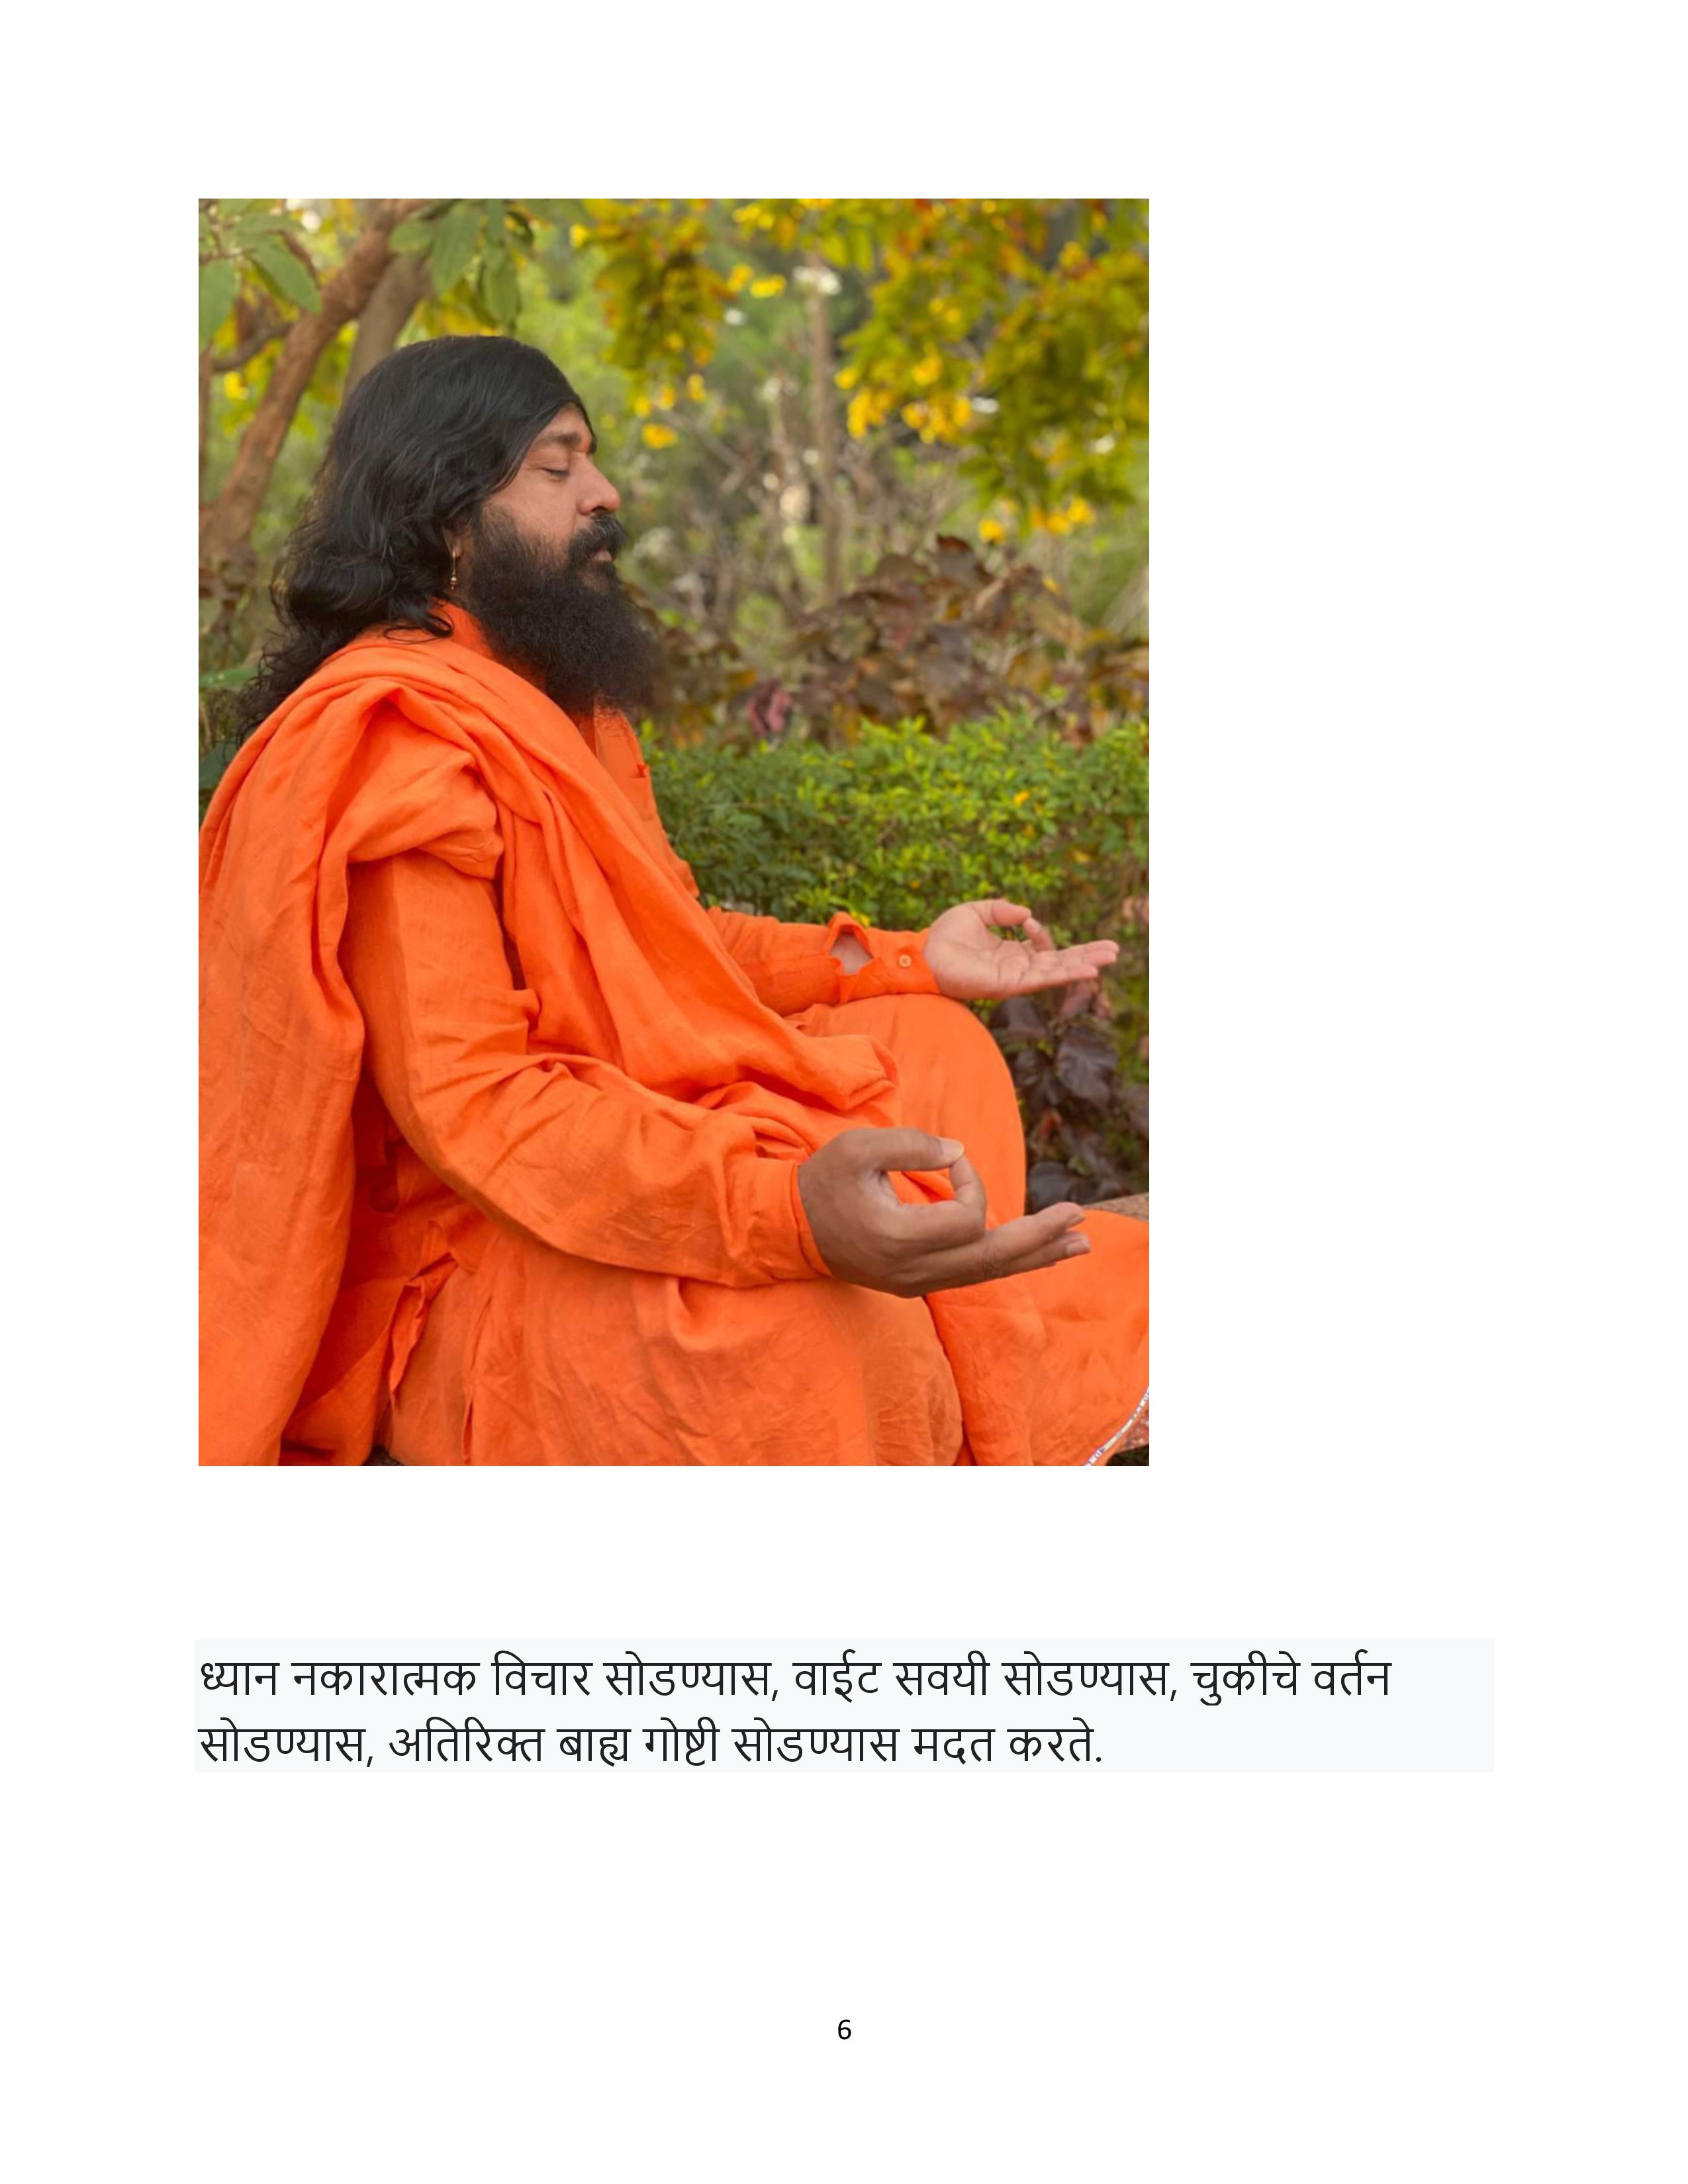 ध्यान नकारात्मक विचार सोडण्यास, वाईट सवयी सोडण्यास, चुकीचे वर्तन
सोडण्यास, अतिरिक्त बाह्य गोष्टी सोडण्यास मदत करते.
6